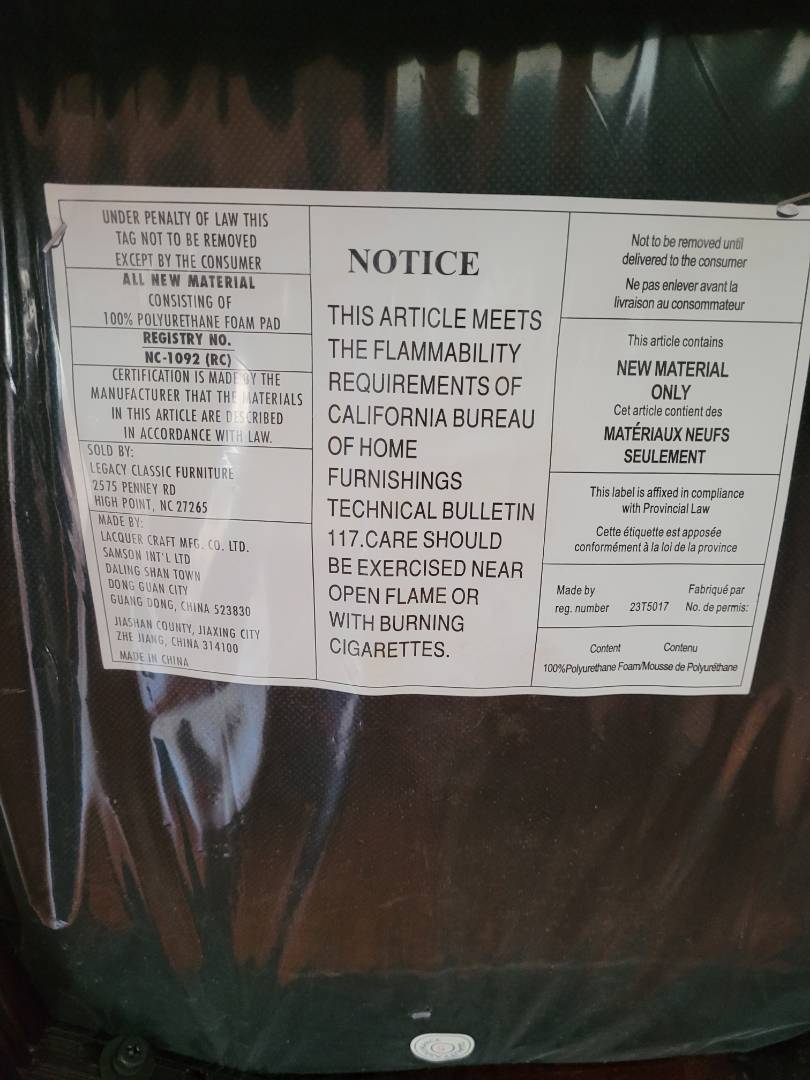 UNDER PENALTY OF LAW THIS
TAG NOT TO BE REMOVED
EXCEPT BY THE CONSUMER
ALL NEW MATERIAL
CONSISTING OF
100% POLYURETHANE FOAM PAD
REGISTRY NO.
NC-1092 (RC)
CERTIFICATION IS MADE BY THE
MANUFACTURER THAT THE MATERIALS
IN THIS ARTICLE ARE DESCRIBED
IN ACCORDANCE WITH LAW.
SOLD BY:
LEGACY CLASSIC FURNITURE
2575 PENNEY RD
HIGH POINT, NC 27265
MADE BY:
LACQUER CRAFT MFG. CO. LTD.
SAMSON INT'L LTD
DALING SHAN TOWN
DONG GUAN CITY
GUANG DONG, CHINA 523830
JIASHAN COUNTY, JIAXING CITY
ZHE JIANG, CHINA 314100
MADE IN CHINA
NOTICE
THIS ARTICLE MEETS
THE FLAMMABILITY
REQUIREMENTS OF
CALIFORNIA BUREAU
OF HOME
FURNISHINGS
TECHNICAL BULLETIN
117.CARE SHOULD
BE EXERCISED NEAR
OPEN FLAME OR
WITH BURNING
CIGARETTES.
Not to be removed until
delivered to the consumer
Ne pas enlever avant la
livraison au consommateur
This article contains
NEW MATERIAL
ONLY
Cet article contient des
MATÉRIAUX NEUFS
SEULEMENT
This label is affixed in compliance
with Provincial Law
Cette étiquette est apposée
conformément à la loi de la province
Made by Fabriqué par
reg. number 23T5017 No. de permis:
Content Contenu
100%Polyurethane Foam/Mousse de Polyuréthane